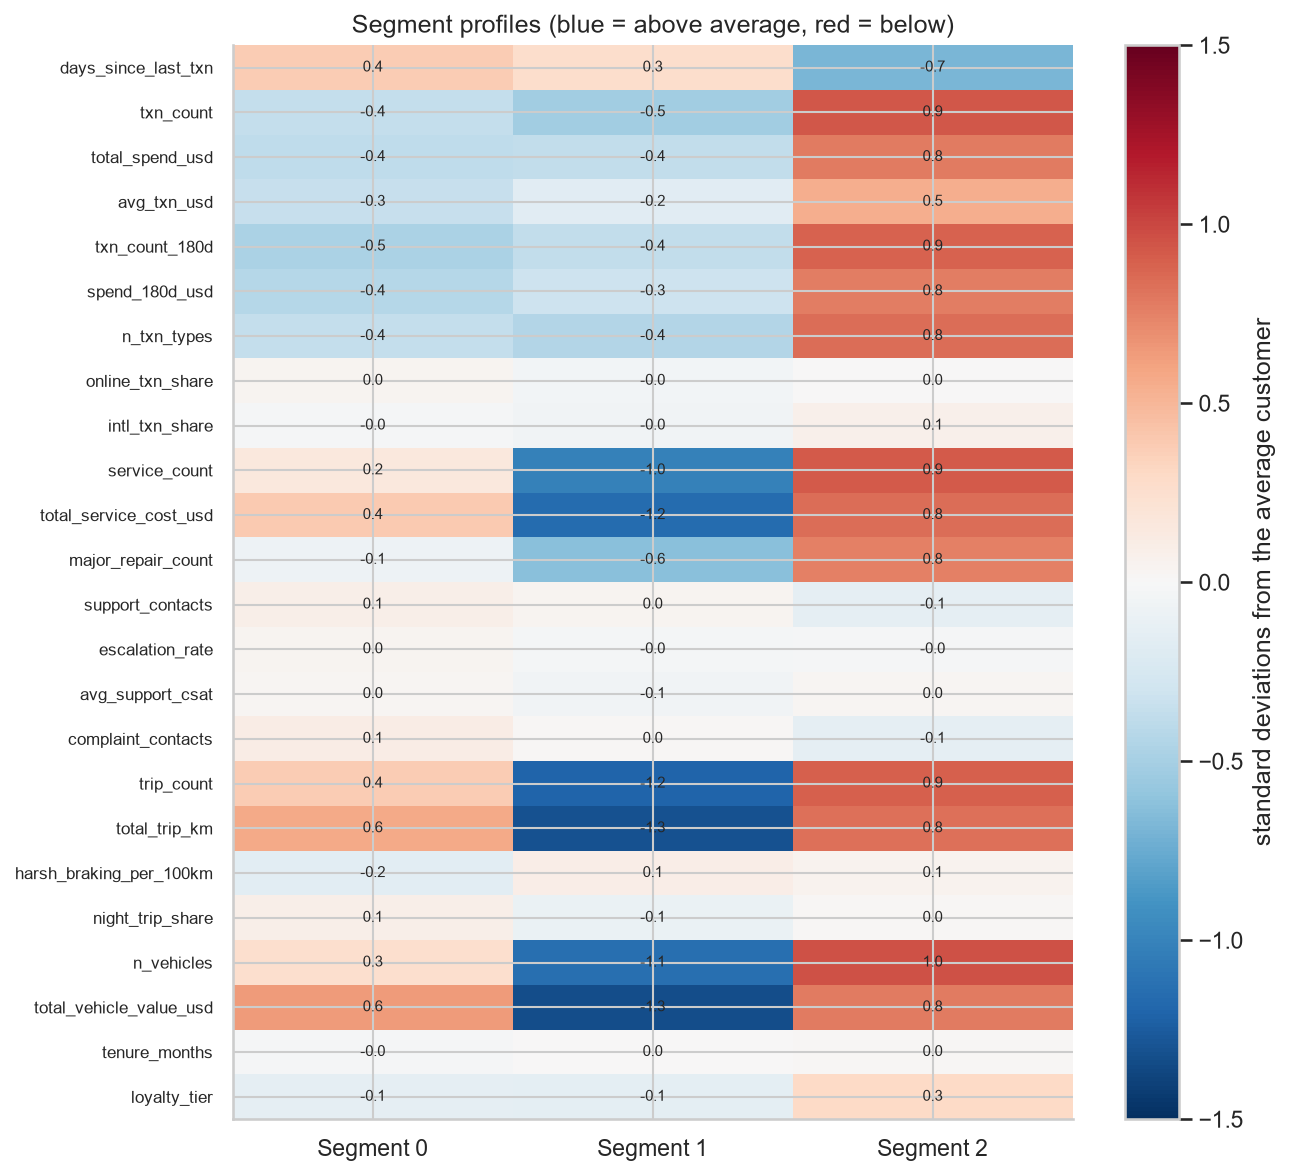 Segment profiles (blue = above average, red = below)
days_since_last_txn 0.4 0.3 -0.7
txn_count -0.4 -0.5 0.9
total_spend_usd -0.4 -0.4 0.8
avg_txn_usd -0.3 -0.2 0.5
txn_count_180d -0.5 -0.4 0.9
spend_180d_usd -0.4 -0.3 0.8
n_txn_types -0.4 -0.4 0.8
online_txn_share 0.0 -0.0 0.0
intl_txn_share -0.0 -0.0 0.1
service_count 0.2 -1.0 0.9
total_service_cost_usd 0.4 -1.2 0.8
major_repair_count -0.1 -0.6 0.8
support_contacts 0.1 0.0 -0.1
escalation_rate 0.0 -0.0 -0.0
avg_support_csat 0.0 -0.1 0.0
complaint_contacts 0.1 0.0 -0.1
trip_count 0.4 -1.2 0.9
total_trip_km 0.6 -1.3 0.8
harsh_braking_per_100km -0.2 0.1 0.1
night_trip_share 0.1 -0.1 0.0
n_vehicles 0.3 -1.1 1.0
total_vehicle_value_usd 0.6 -1.3 0.8
tenure_months -0.0 0.0 0.0
loyalty_tier -0.1 -0.1 0.3
Segment 0 Segment 1 Segment 2
1.5
1.0
0.5
0.0
−0.5
−1.0
−1.5
standard deviations from the average customer